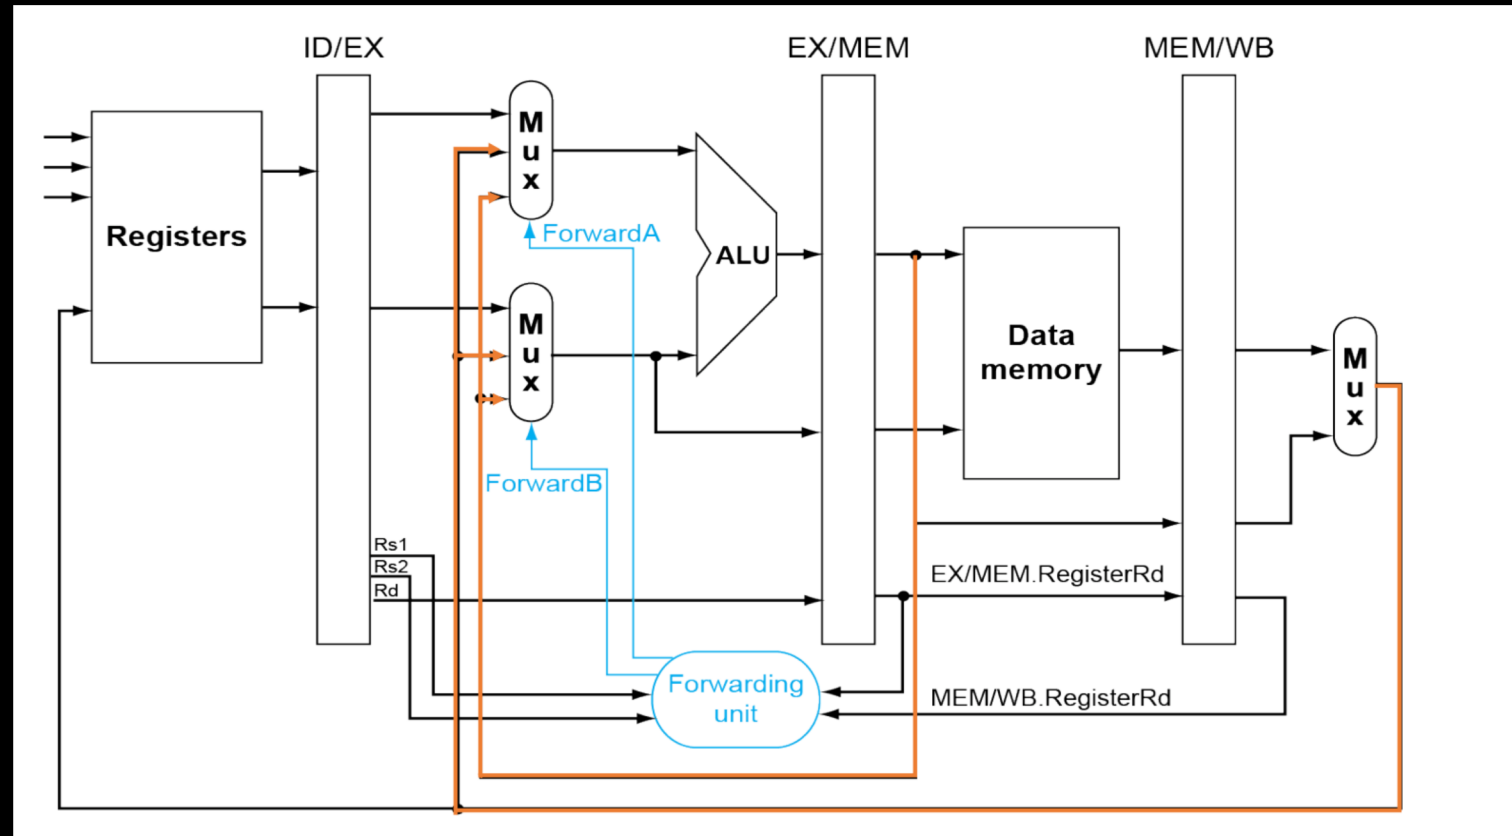 ID/EX
EX/MEM
MEM/WB
M
u
x
Registers
ForwardA
ALU
M
u
x
Data
memory
M
u
x
ForwardB
Rs1
Rs2
Rd
EX/MEM.RegisterRd
Forwarding
unit
MEM/WB.RegisterRd